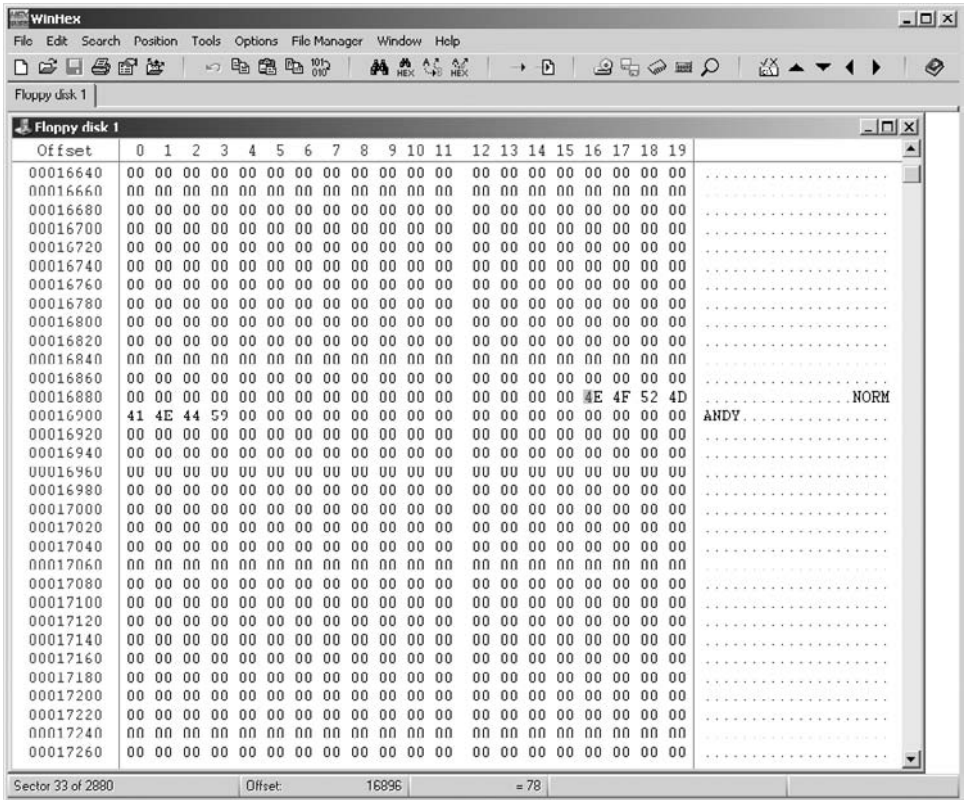 WinHex
File Edit Search Position Tools Options File Manager Window Help
Floppy disk 1
Floppy disk 1
Offset 0 1 2 3 4 5 6 7 8 9 10 11 12 13 14 15 16 17 18 19
00016640 00 00 00 00 00 00 00 00 00 00 00 00 00 00 00 00 00 00 00 00 ....................
00016660 00 00 00 00 00 00 00 00 00 00 00 00 00 00 00 00 00 00 00 00 ....................
00016680 00 00 00 00 00 00 00 00 00 00 00 00 00 00 00 00 00 00 00 00 ....................
00016700 00 00 00 00 00 00 00 00 00 00 00 00 00 00 00 00 00 00 00 00 ....................
00016720 00 00 00 00 00 00 00 00 00 00 00 00 00 00 00 00 00 00 00 00 ....................
00016740 00 00 00 00 00 00 00 00 00 00 00 00 00 00 00 00 00 00 00 00 ....................
00016760 00 00 00 00 00 00 00 00 00 00 00 00 00 00 00 00 00 00 00 00 ....................
00016780 00 00 00 00 00 00 00 00 00 00 00 00 00 00 00 00 00 00 00 00 ....................
00016800 00 00 00 00 00 00 00 00 00 00 00 00 00 00 00 00 00 00 00 00 ....................
00016820 00 00 00 00 00 00 00 00 00 00 00 00 00 00 00 00 00 00 00 00 ....................
00016840 00 00 00 00 00 00 00 00 00 00 00 00 00 00 00 00 00 00 00 00 ....................
00016860 00 00 00 00 00 00 00 00 00 00 00 00 00 00 00 00 00 00 00 00 ....................
00016880 00 00 00 00 00 00 00 00 00 00 00 00 00 00 00 00 4E 4F 52 4D ................NORM
00016900 41 4E 44 59 00 00 00 00 00 00 00 00 00 00 00 00 00 00 00 00 ANDY................
00016920 00 00 00 00 00 00 00 00 00 00 00 00 00 00 00 00 00 00 00 00 ....................
00016940 00 00 00 00 00 00 00 00 00 00 00 00 00 00 00 00 00 00 00 00 ....................
00016960 00 00 00 00 00 00 00 00 00 00 00 00 00 00 00 00 00 00 00 00 ....................
00016980 00 00 00 00 00 00 00 00 00 00 00 00 00 00 00 00 00 00 00 00 ....................
00017000 00 00 00 00 00 00 00 00 00 00 00 00 00 00 00 00 00 00 00 00 ....................
00017020 00 00 00 00 00 00 00 00 00 00 00 00 00 00 00 00 00 00 00 00 ....................
00017040 00 00 00 00 00 00 00 00 00 00 00 00 00 00 00 00 00 00 00 00 ....................
00017060 00 00 00 00 00 00 00 00 00 00 00 00 00 00 00 00 00 00 00 00 ....................
00017080 00 00 00 00 00 00 00 00 00 00 00 00 00 00 00 00 00 00 00 00 ....................
00017100 00 00 00 00 00 00 00 00 00 00 00 00 00 00 00 00 00 00 00 00 ....................
00017120 00 00 00 00 00 00 00 00 00 00 00 00 00 00 00 00 00 00 00 00 ....................
00017140 00 00 00 00 00 00 00 00 00 00 00 00 00 00 00 00 00 00 00 00 ....................
00017160 00 00 00 00 00 00 00 00 00 00 00 00 00 00 00 00 00 00 00 00 ....................
00017180 00 00 00 00 00 00 00 00 00 00 00 00 00 00 00 00 00 00 00 00 ....................
00017200 00 00 00 00 00 00 00 00 00 00 00 00 00 00 00 00 00 00 00 00 ....................
00017220 00 00 00 00 00 00 00 00 00 00 00 00 00 00 00 00 00 00 00 00 ....................
00017240 00 00 00 00 00 00 00 00 00 00 00 00 00 00 00 00 00 00 00 00 ....................
00017260 00 00 00 00 00 00 00 00 00 00 00 00 00 00 00 00 00 00 00 00 ....................
Sector 33 of 2880 Offset: 16896 = 78